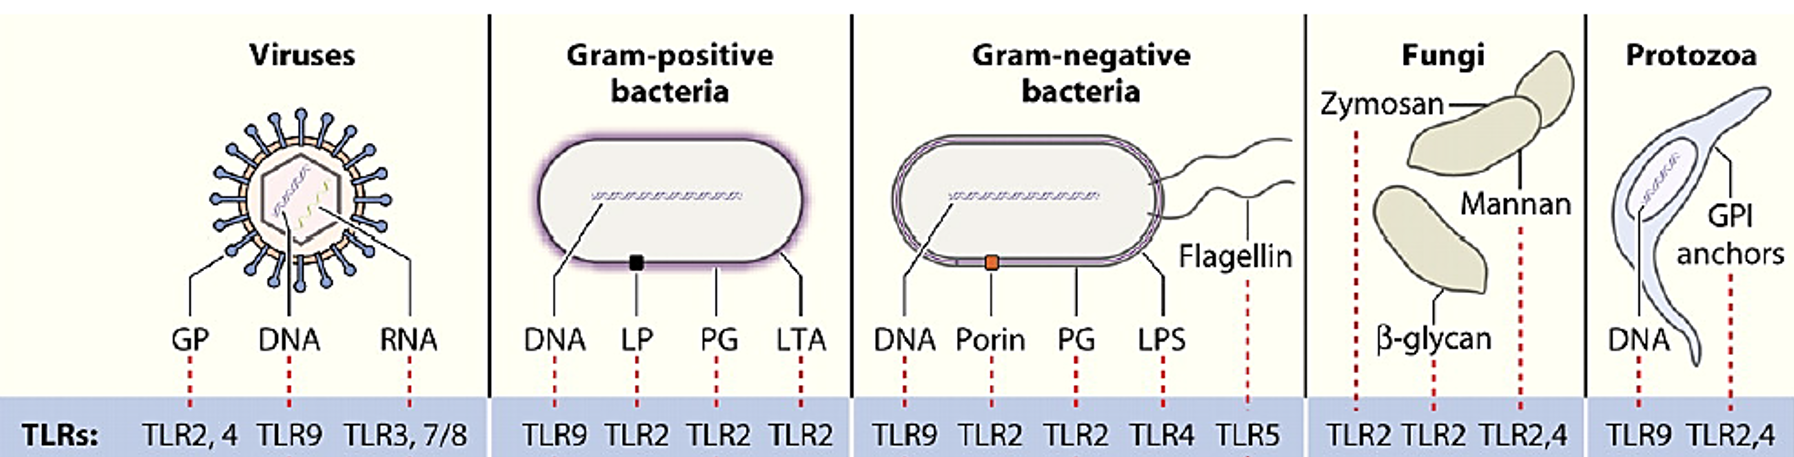 Viruses
GP
DNA
RNA
Gram-positive
bacteria
DNA
LP
PG
LTA
Gram-negative
bacteria
Flagellin
DNA
Porin
PG
LPS
Fungi
Zymosan
Mannan
β-glycan
Protozoa
GPI
anchors
DNA
TLRs: TLR2, 4 TLR9 TLR3, 7/8 TLR9 TLR2 TLR2 TLR2 TLR9 TLR2 TLR2 TLR4 TLR5 TLR2 TLR2 TLR2,4 TLR9 TLR2,4